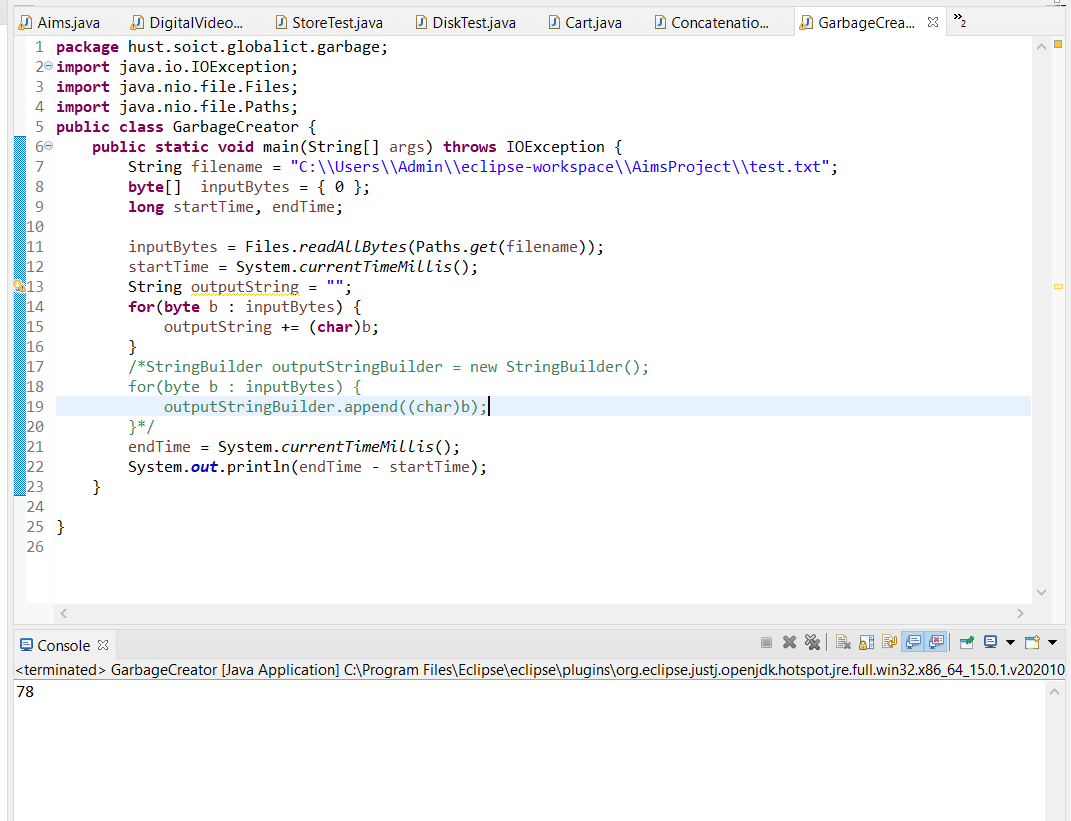 Aims.java DigitalVideo... StoreTest.java DiskTest.java Cart.java Concatenatio... GarbageCrea... »2
1 package hust.soict.globalict.garbage;
2 import java.io.IOException;
3 import java.nio.file.Files;
4 import java.nio.file.Paths;
5 public class GarbageCreator {
6     public static void main(String[] args) throws IOException {
7         String filename = "C:\\Users\\Admin\\eclipse-workspace\\AimsProject\\test.txt";
8         byte[]  inputBytes = { 0 };
9         long startTime, endTime;
10
11         inputBytes = Files.readAllBytes(Paths.get(filename));
12         startTime = System.currentTimeMillis();
13         String outputString = "";
14         for(byte b : inputBytes) {
15             outputString += (char)b;
16         }
17         /*StringBuilder outputStringBuilder = new StringBuilder();
18         for(byte b : inputBytes) {
19             outputStringBuilder.append((char)b);
20         }*/
21         endTime = System.currentTimeMillis();
22         System.out.println(endTime - startTime);
23     }
24
25 }
26
Console
<terminated> GarbageCreator [Java Application] C:\Program Files\Eclipse\eclipse\plugins\org.eclipse.justj.openjdk.hotspot.jre.full.win32.x86_64_15.0.1.v202010
78